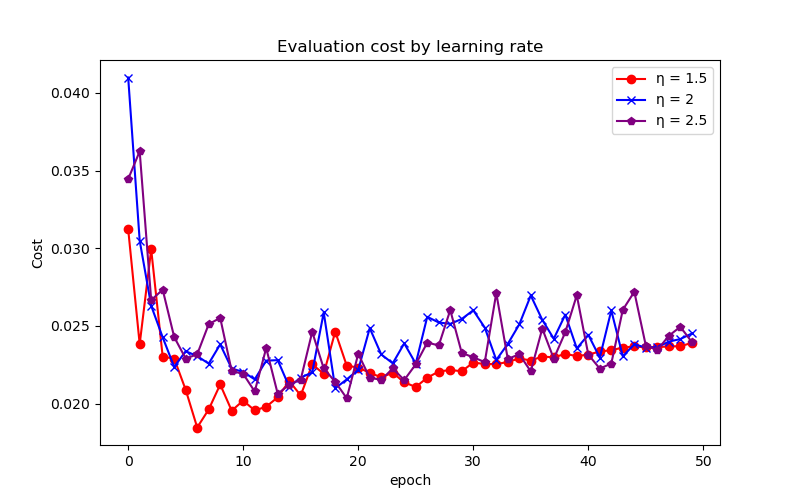 Evaluation cost by learning rate
η = 1.5
η = 2
η = 2.5
Cost
0.040
0.035
0.030
0.025
0.020
0
10
20
30
40
50
epoch